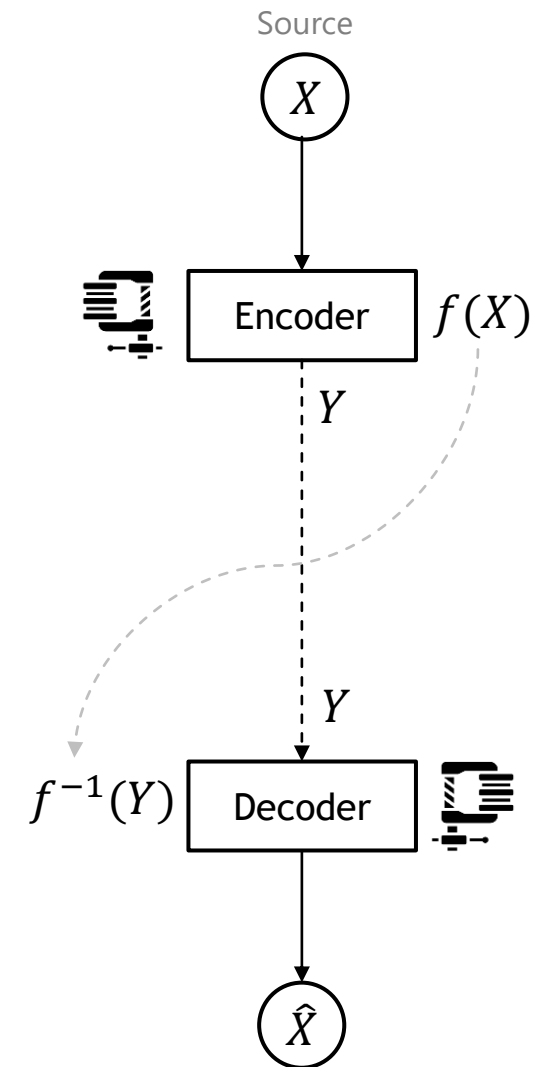 Source
X
Encoder f(X)
Y
Y
f⁻¹(Y) Decoder
X̂